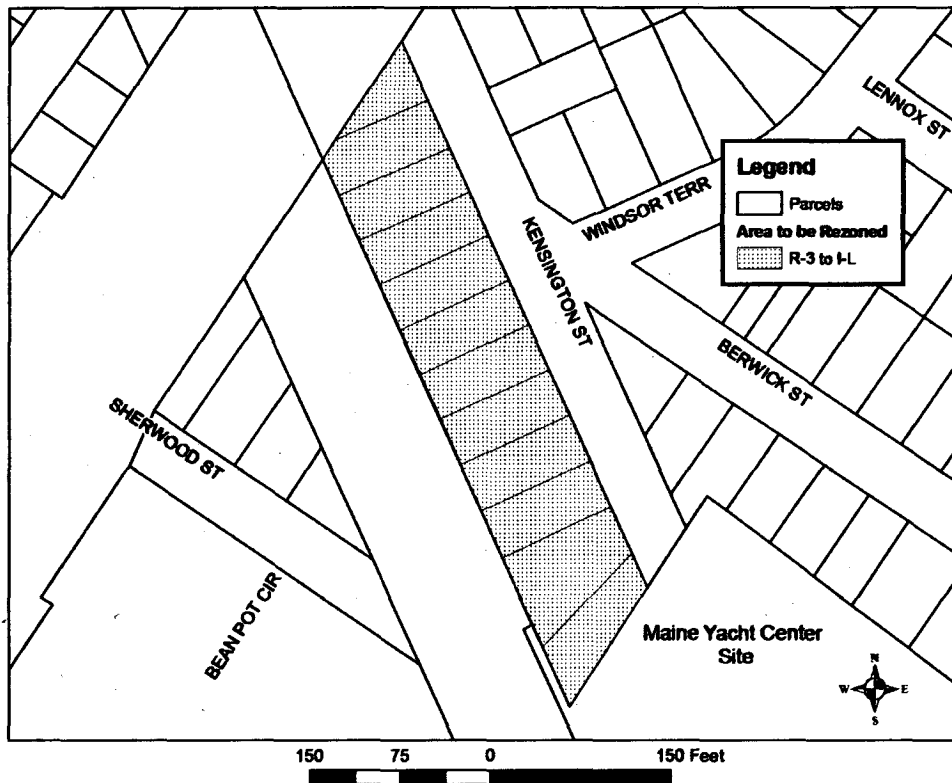 LENNOX ST
Legend
Parcels
Area to be Rezoned
R-3 to I-L
WINDSOR TERR
KENSINGTON ST
BERWICK ST
SHERWOOD ST
BEAN POT CIR
Maine Yacht Center
Site
N
W E
S
150 75 0 150 Feet